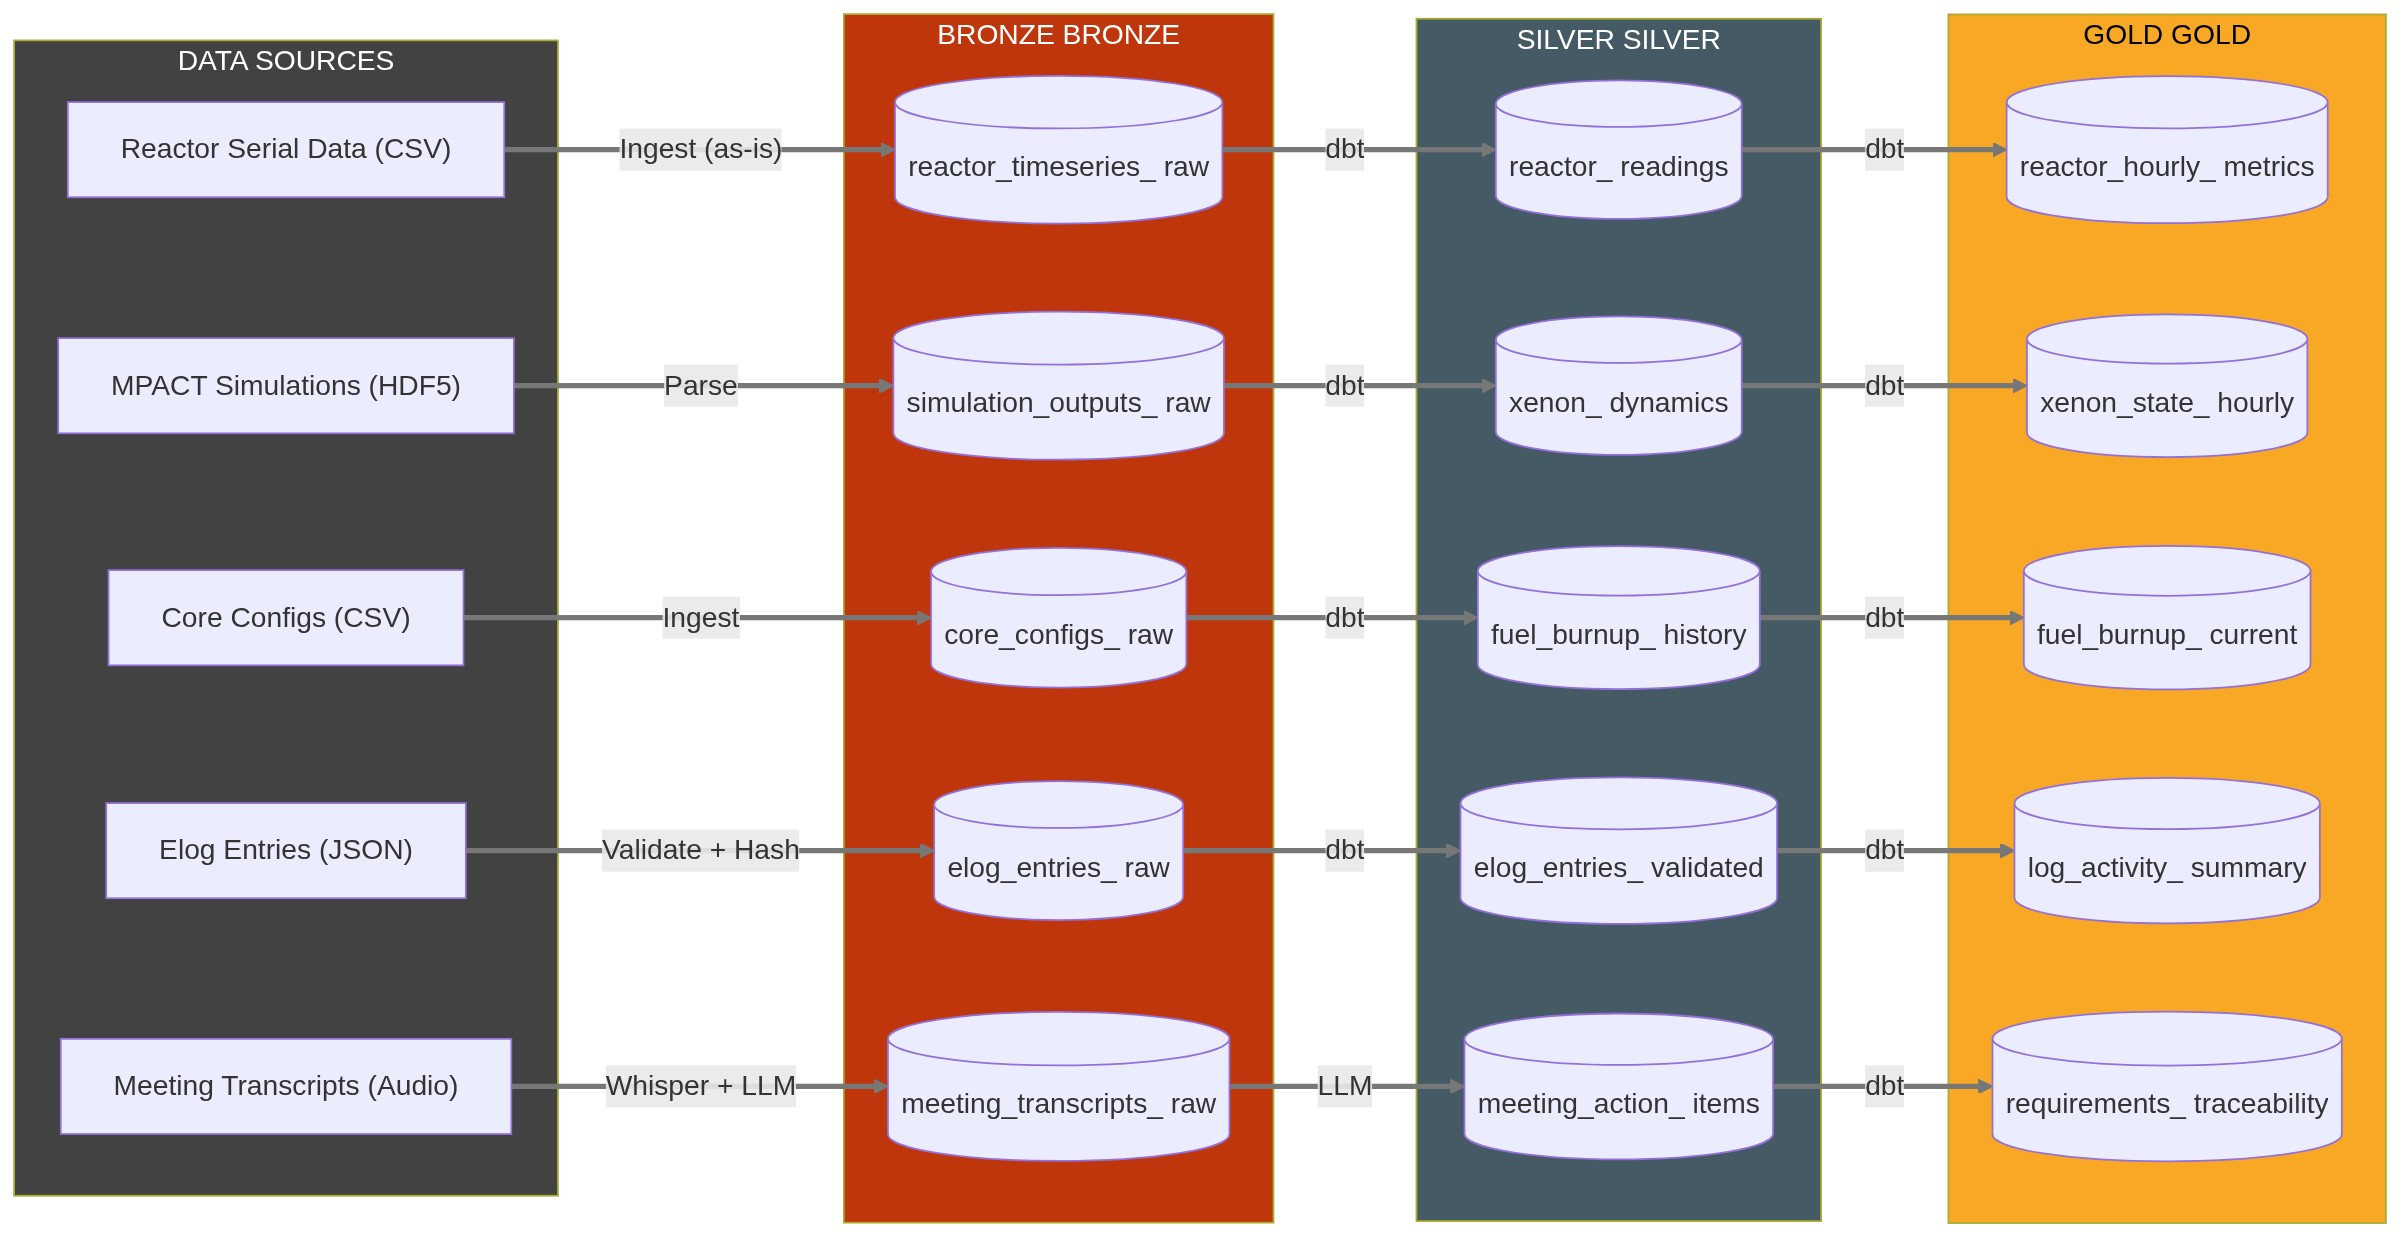 DATA SOURCES
Reactor Serial Data (CSV)
MPACT Simulations (HDF5)
Core Configs (CSV)
Elog Entries (JSON)
Meeting Transcripts (Audio)
Ingest (as-is)
Parse
Ingest
Validate + Hash
Whisper + LLM
BRONZE BRONZE
reactor_timeseries_ raw
simulation_outputs_ raw
core_configs_ raw
elog_entries_ raw
meeting_transcripts_ raw
dbt
dbt
dbt
dbt
LLM
SILVER SILVER
reactor_ readings
xenon_ dynamics
fuel_burnup_ history
elog_entries_ validated
meeting_action_ items
dbt
dbt
dbt
dbt
dbt
GOLD GOLD
reactor_hourly_ metrics
xenon_state_ hourly
fuel_burnup_ current
log_activity_ summary
requirements_ traceability